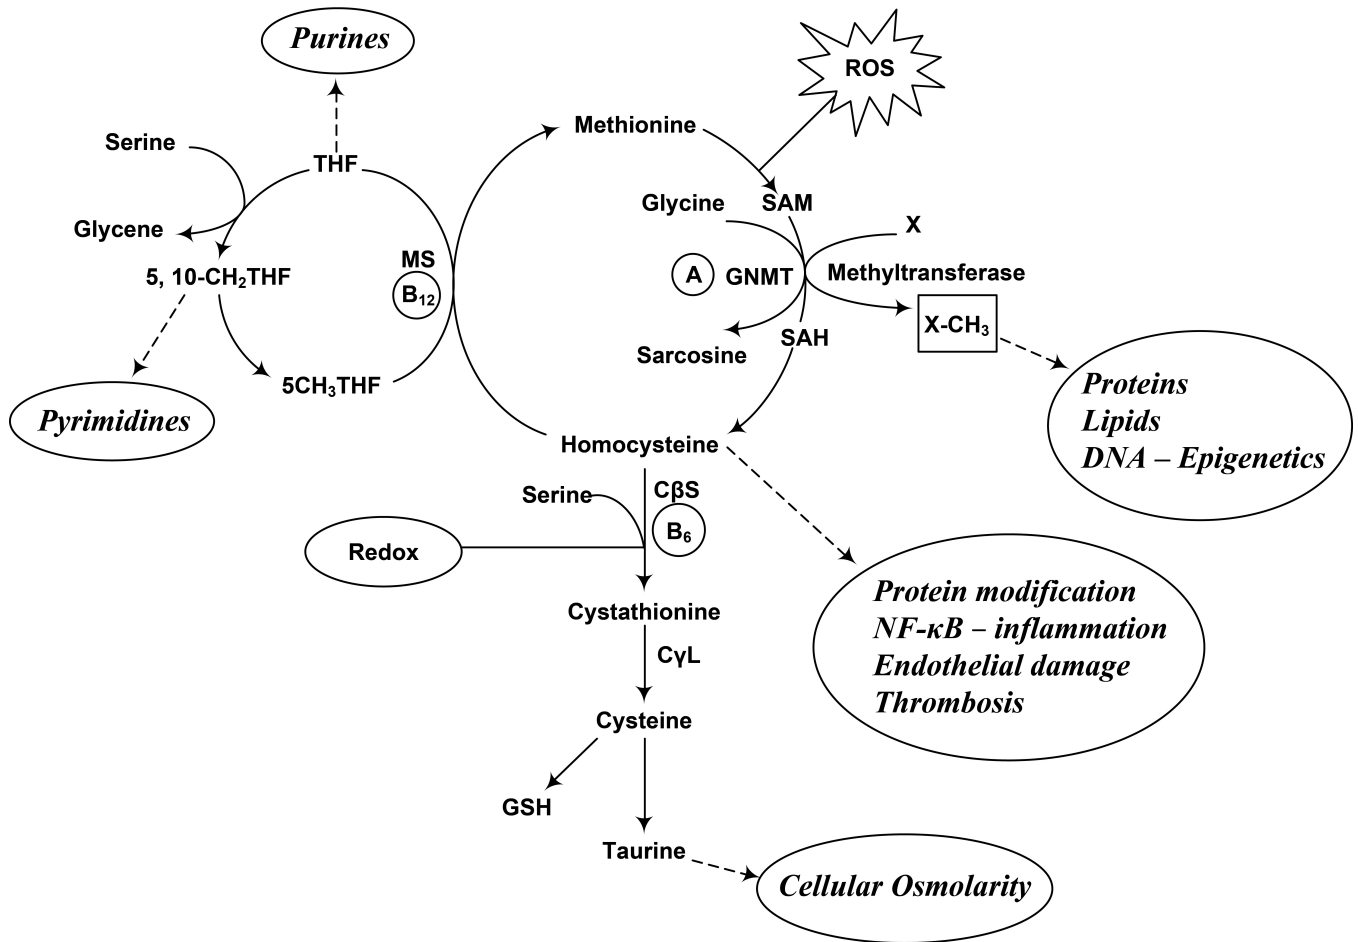 Purines
ROS
Methionine
Serine
THF
Glycine
SAM
X
Glycene
MS
B₁₂
A
GNMT
Methyltransferase
5, 10-CH₂THF
X-CH₃
SAH
Sarcosine
5CH₃THF
Proteins
Lipids
DNA – Epigenetics
Pyrimidines
Homocysteine
Serine
CβS
B₆
Redox
Protein modification
NF-κB – inflammation
Endothelial damage
Thrombosis
Cystathionine
CγL
Cysteine
GSH
Taurine
Cellular Osmolarity